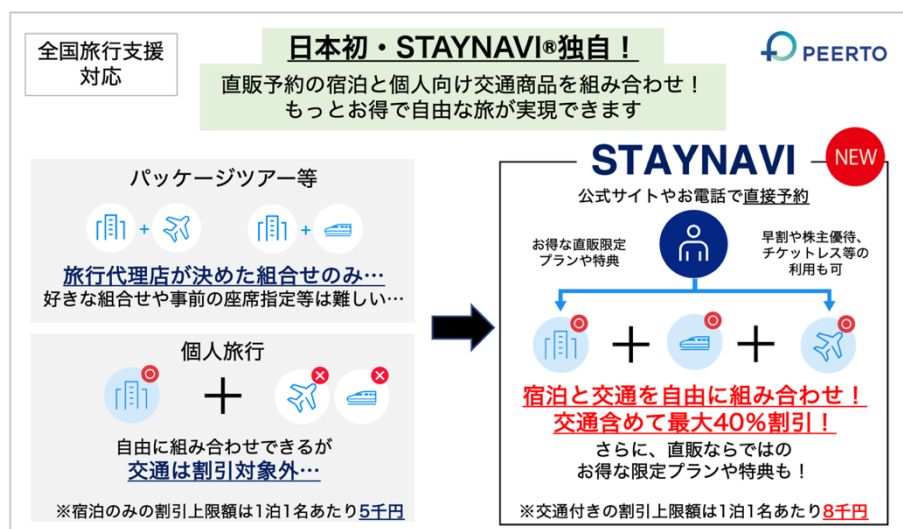 全国旅行支援
対応
日本初・STAYNAVI®独自！
直販予約の宿泊と個人向け交通商品を組み合わせ！
もっとお得で自由な旅が実現できます
PEERTO
パッケージツアー等
+
+
旅行代理店が決めた組合せのみ…
好きな組合せや事前の座席指定等は難しい…
個人旅行
+
自由に組み合わせできるが
交通は割引対象外…
※宿泊のみの割引上限額は1泊1名あたり5千円
STAYNAVI
NEW
公式サイトやお電話で直接予約
お得な直販限定
プランや特典
早割や株主優待、
チケットレス等の
利用も可
+ +
宿泊と交通を自由に組み合わせ！
交通含めて最大40%割引！
さらに、直販ならではの
お得な限定プランや特典も！
※交通付きの割引上限額は1泊1名あたり8千円